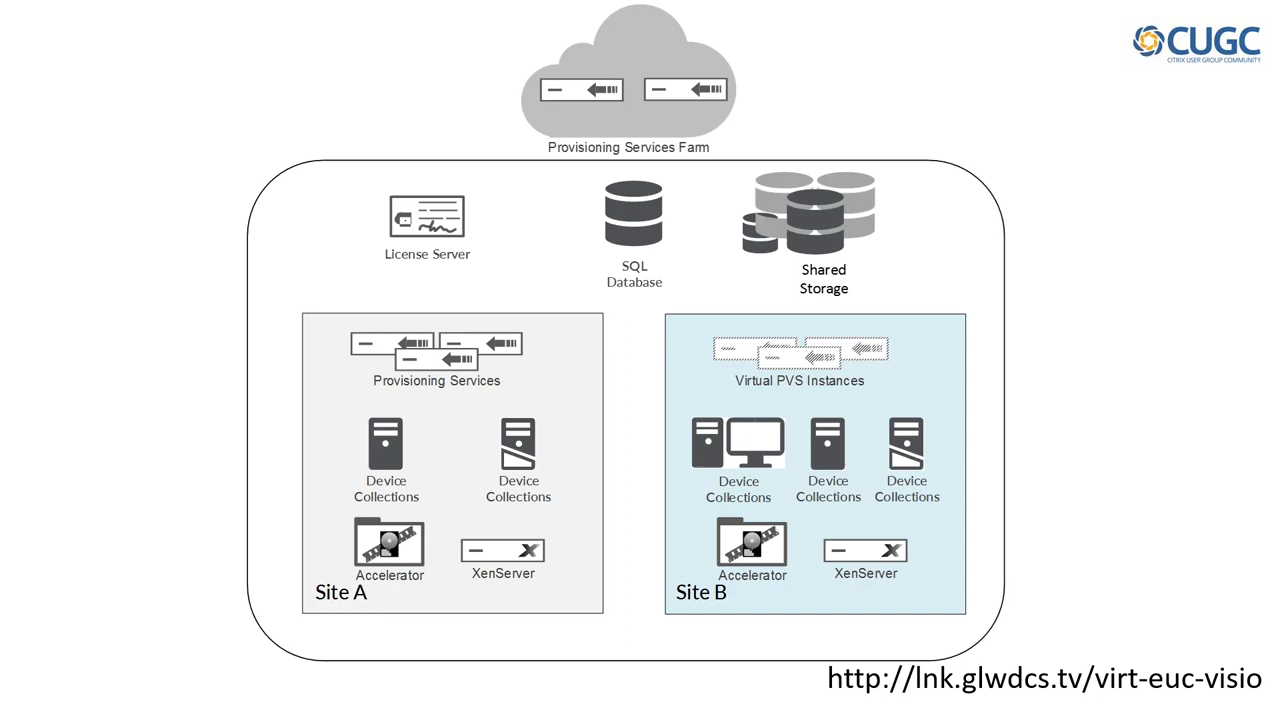 CUGC
CITRIX USER GROUP COMMUNITY
Provisioning Services Farm
License Server
SQL
Database
Shared
Storage
Provisioning Services
Device
Collections
Device
Collections
Accelerator
XenServer
Site A
Virtual PVS Instances
Device
Collections
Device
Collections
Device
Collections
Accelerator
XenServer
Site B
http://lnk.glwdcs.tv/virt-euc-visio